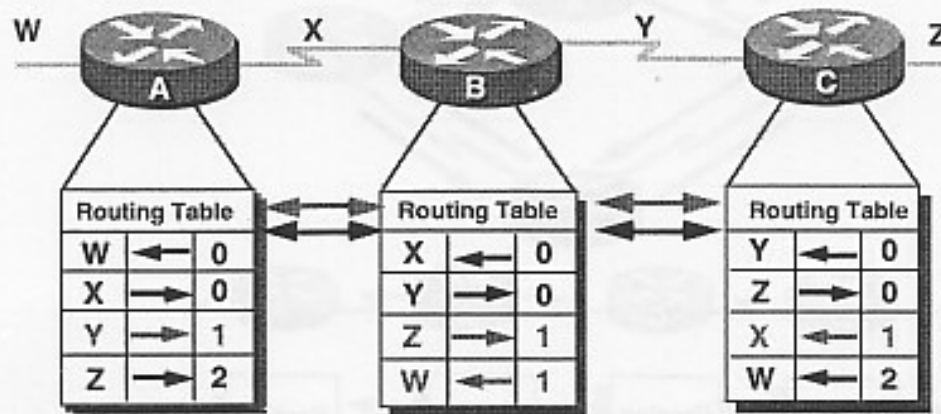 W X Y Z
A B C
Routing Table Routing Table Routing Table
W 0 X 0 Y 0
X 0 Y 0 Z 0
Y 1 Z 1 X 1
Z 2 W 1 W 2